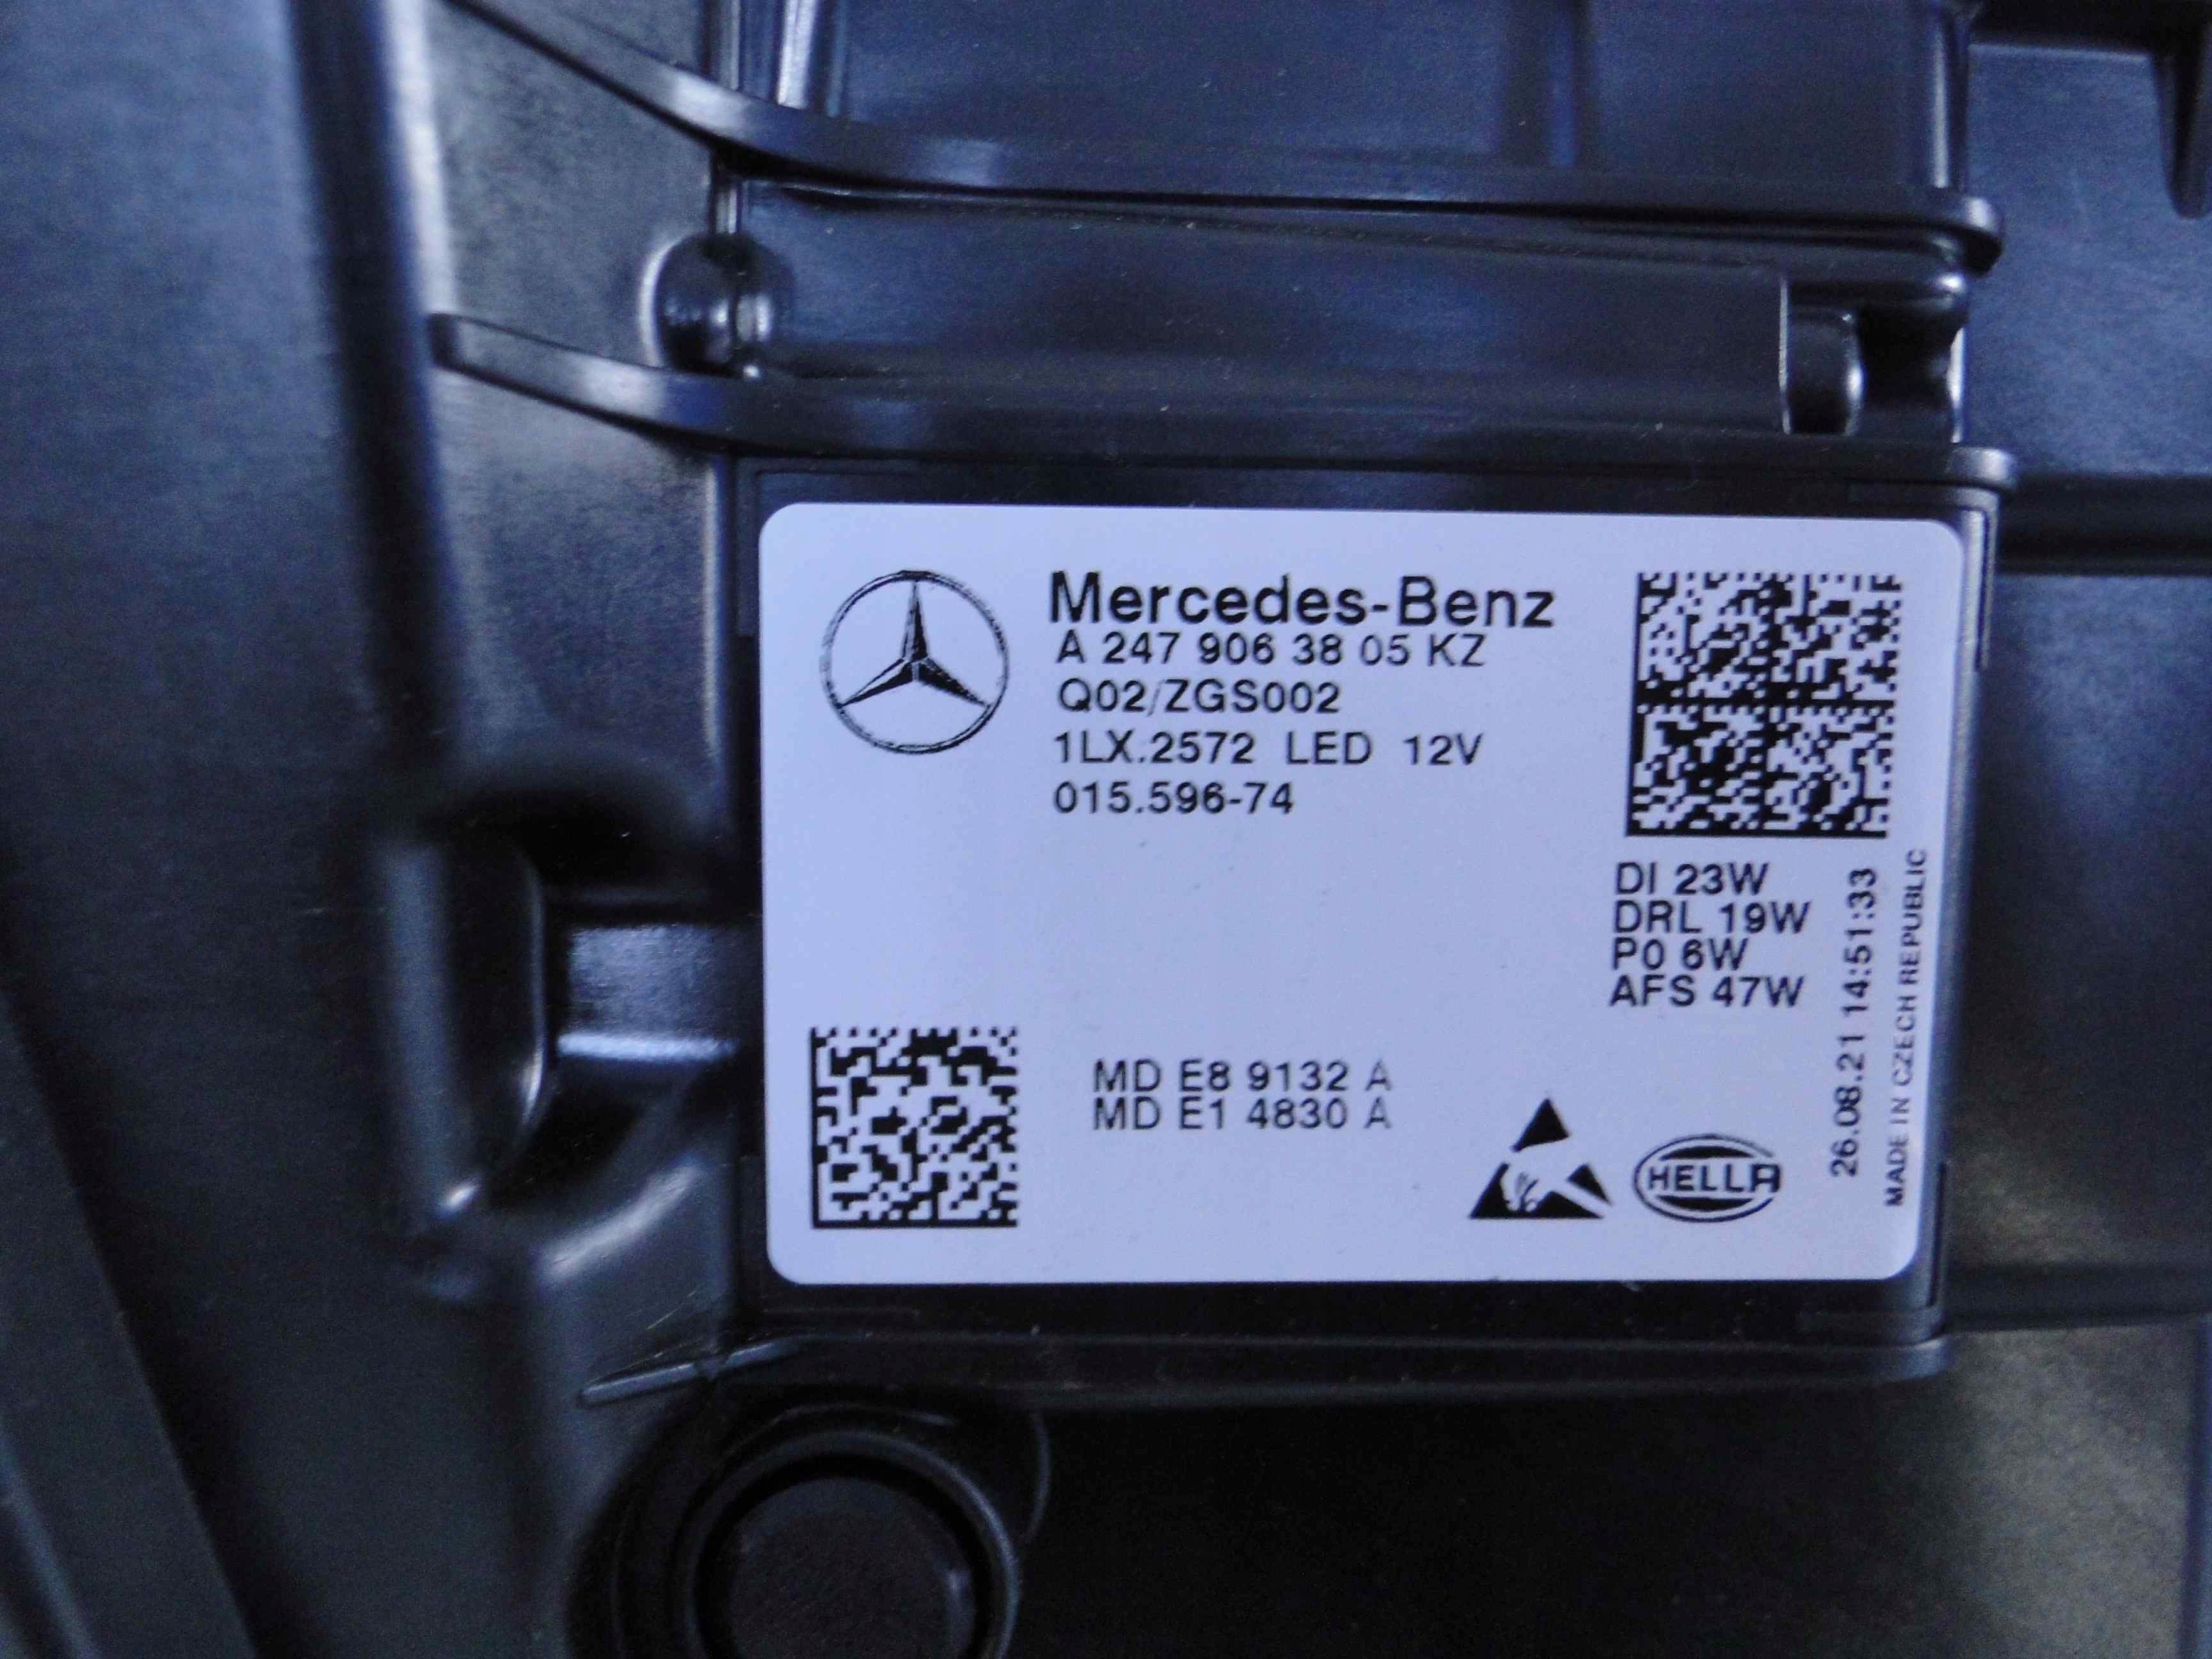 Mercedes-Benz
A 247 906 38 05 KZ
Q02/ZGS002
1LX.2572 LED 12V
015.596-74
DI 23W
DRL 19W
P0 6W
AFS 47W
26.08.21 14:51:33
MADE IN CZECH REPUBLIC
MD E8 9132 A
MD E1 4830 A
HELLA